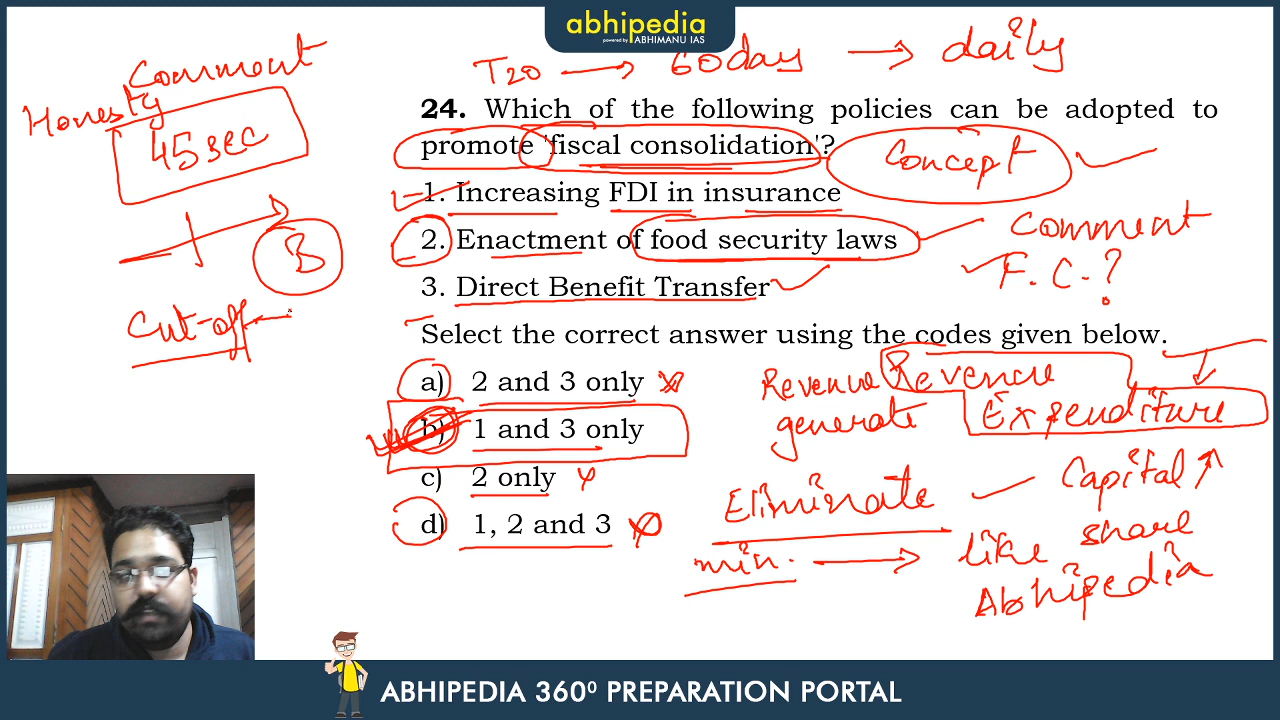 abhipedia
powered by ABHIMANU IAS
T20 → 60 day → daily
Comment
Honesty
45 sec
B
Cut-off
24. Which of the following policies can be adopted to
promote 'fiscal consolidation'?
Concept
1. Increasing FDI in insurance
2. Enactment of food security laws
Comment
F.C.?
3. Direct Benefit Transfer
Select the correct answer using the codes given below.
a) 2 and 3 only
b) 1 and 3 only
c) 2 only
d) 1, 2 and 3
Revenue Revenue
generate Expenditure
Eliminate
Capital
min. → like share
Abhipedia
ABHIPEDIA 360⁰ PREPARATION PORTAL